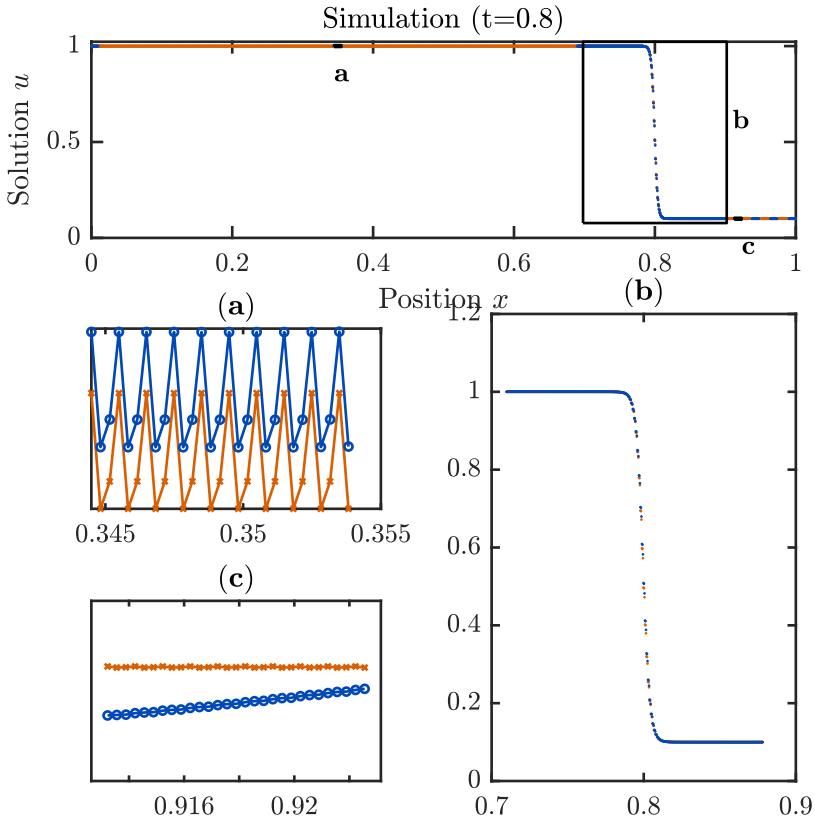 Simulation (t=0.8)
Solution u
1
0.5
0
a
b
c
0 0.2 0.4 0.6 0.8 1
Position x
(a)
0.345 0.35 0.355
(b)
1.2
1
0.8
0.6
0.4
0.2
0
0.7 0.8 0.9
(c)
0.916 0.92